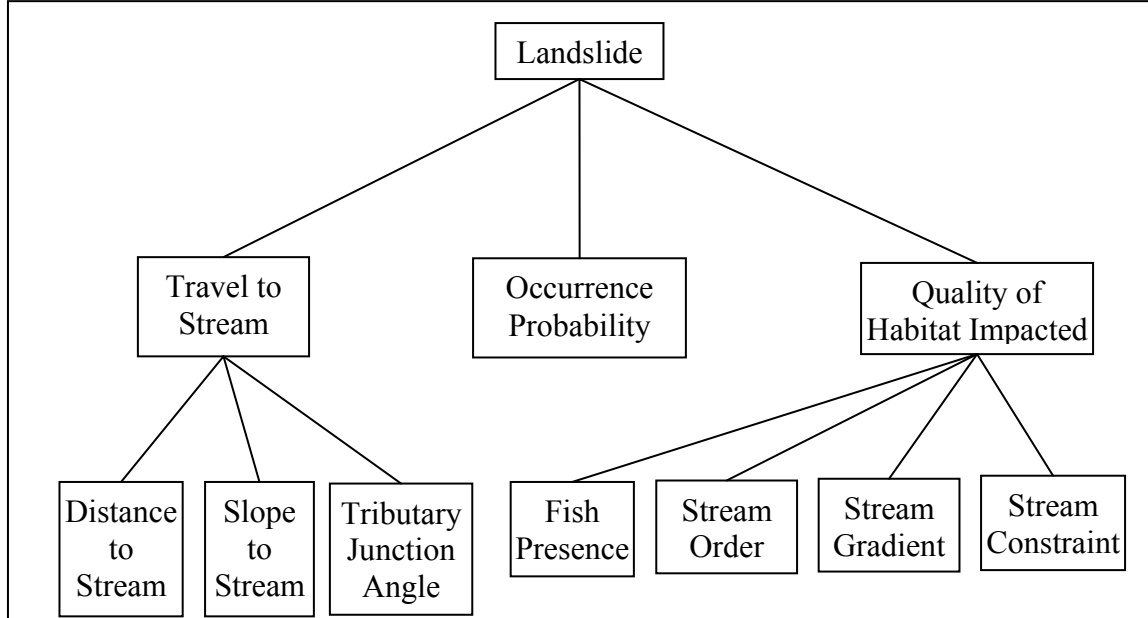 Landslide
Travel to
Stream
Occurrence
Probability
Quality of
Habitat Impacted
Distance
to
Stream
Slope
to
Stream
Tributary
Junction
Angle
Fish
Presence
Stream
Order
Stream
Gradient
Stream
Constraint